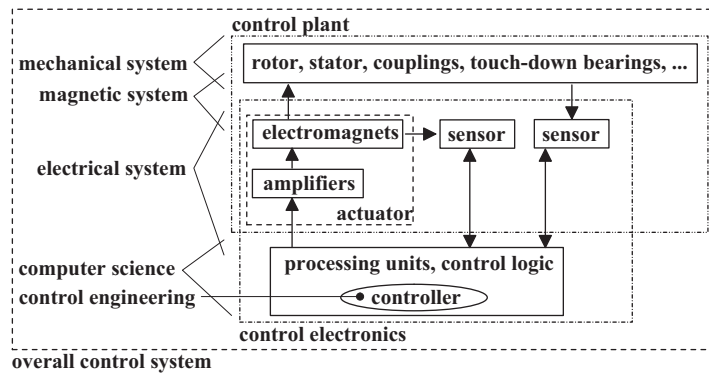 control plant
mechanical system
rotor, stator, couplings, touch-down bearings, ...
magnetic system
electromagnets
sensor
sensor
electrical system
amplifiers
actuator
computer science
processing units, control logic
control engineering
controller
control electronics
overall control system